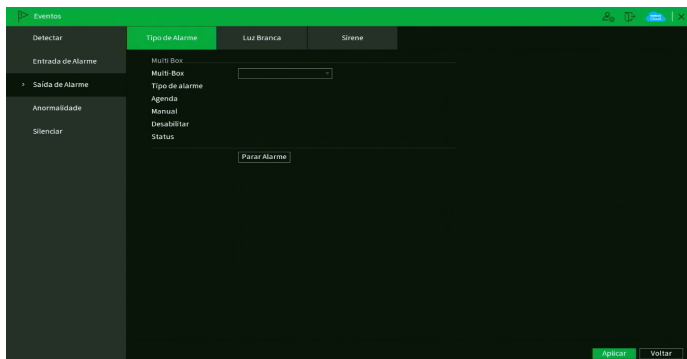 Eventos
Detectar
Entrada de Alarme
> Saída de Alarme
Anormalidade
Silenciar
Tipo de Alarme Luz Branca Sirene
Multi Box
Multi-Box
Tipo de alarme
Agenda
Manual
Desabilitar
Status
Parar Alarme
Aplicar Voltar